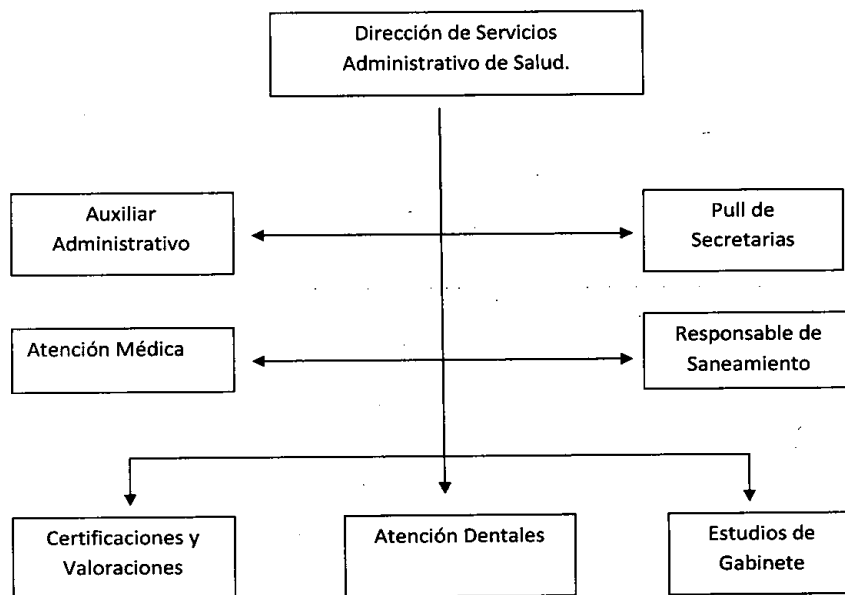 Dirección de Servicios
Administrativo de Salud.
Auxiliar
Administrativo
Pull de
Secretarias
Atención Médica
Responsable de
Saneamiento
Certificaciones y
Valoraciones
Atención Dentales
Estudios de
Gabinete